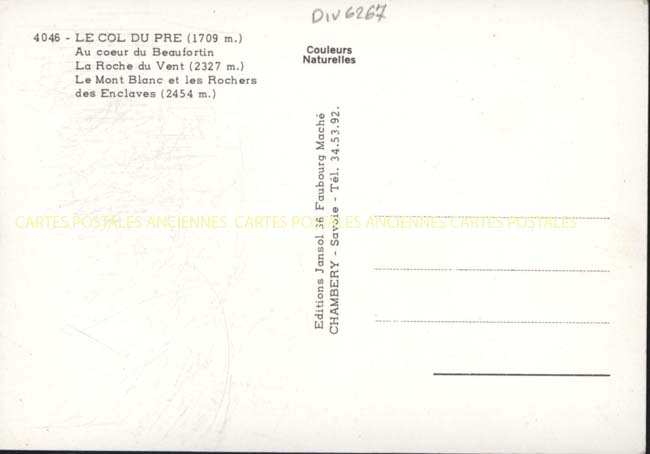 Div6267
4046 - LE COL DU PRE (1709 m.)
Au coeur du Beaufortin
La Roche du Vent (2327 m.)
Le Mont Blanc et les Rochers
des Enclaves (2454 m.)
Couleurs
Naturelles
Editions Jansol 36 Faubourg Maché
CHAMBERY - Savoie - Tél. 34.53.92.
CARTES POSTALES ANCIENNES CARTES POSTALES ANCIENNES CARTES POSTALES